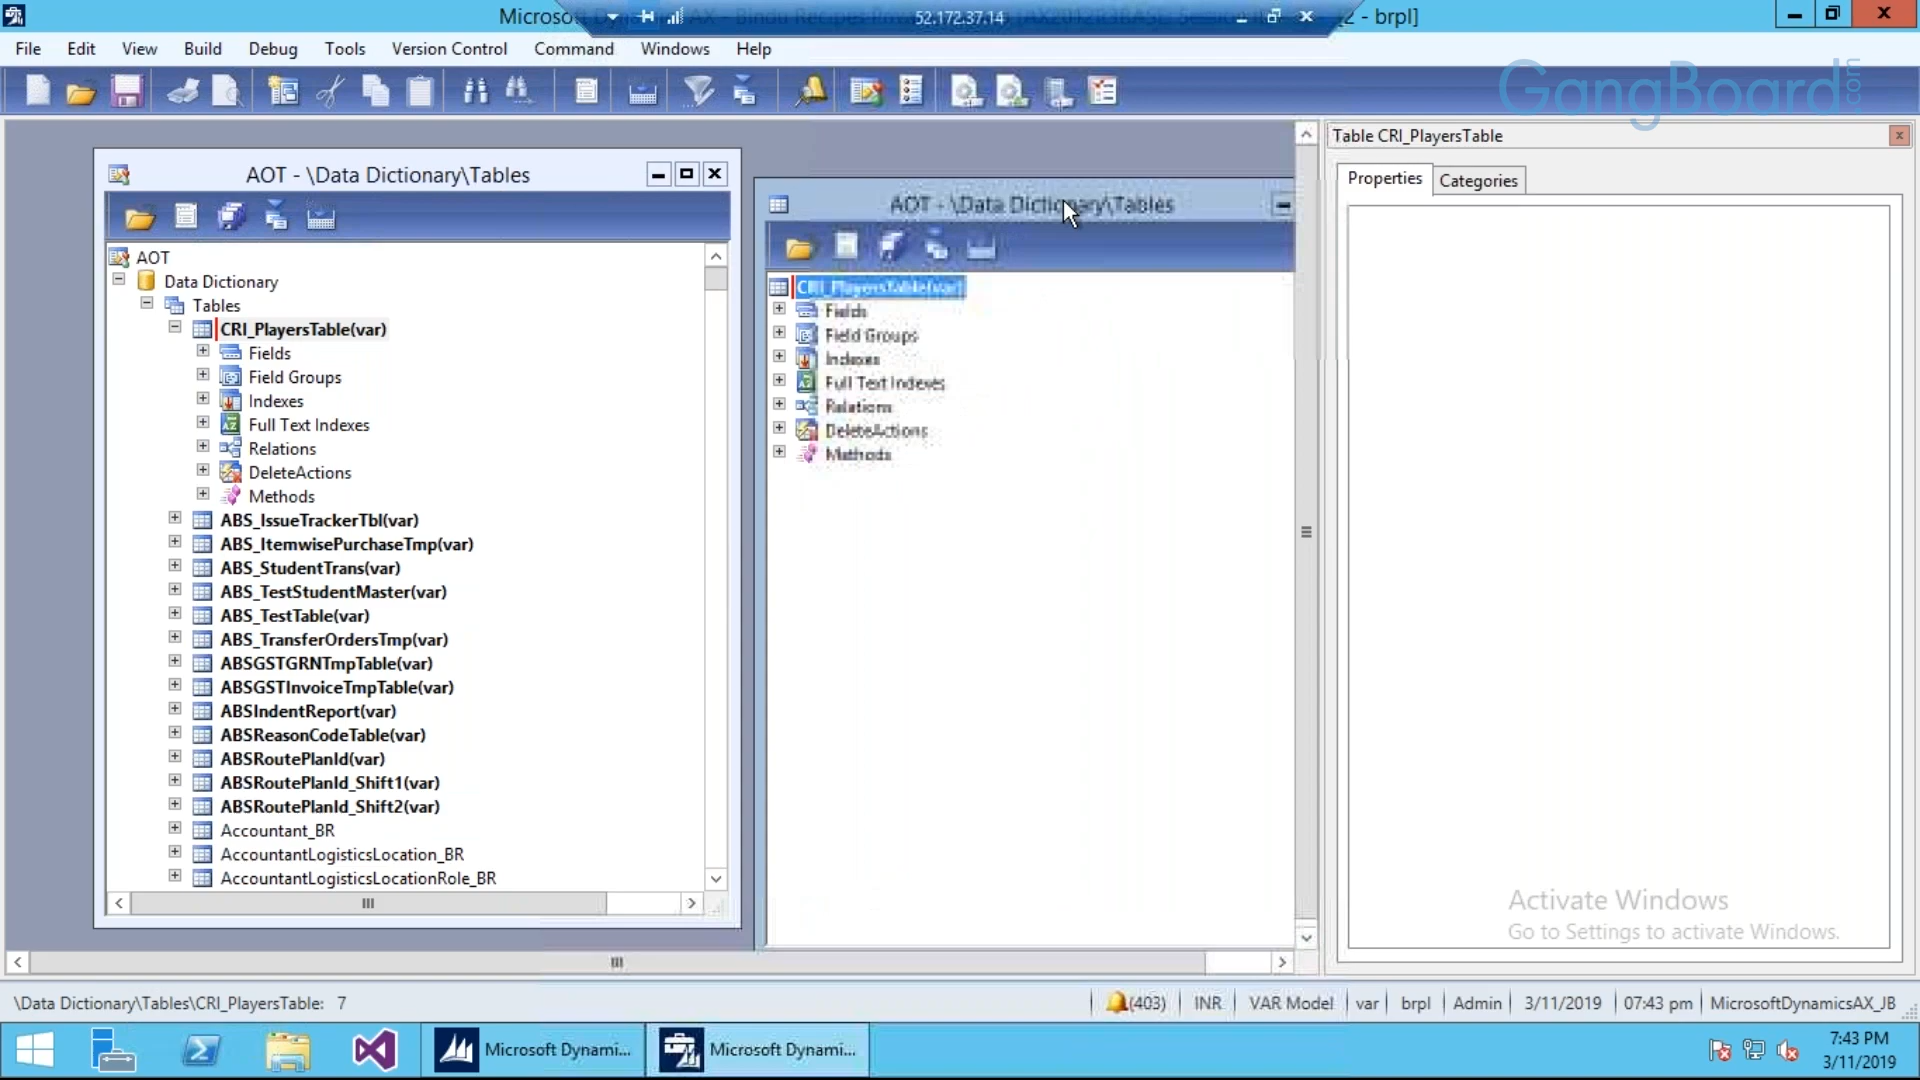 52.172.37.14
2 - brpl]
File Edit View Build Debug Tools Version Control Command Windows Help
GangBoard.com
Table CRI_PlayersTable
Properties
Categories
AOT - \Data Dictionary\Tables
AOT
Data Dictionary
Tables
CRI_PlayersTable(var)
Fields
Field Groups
Indexes
Full Text Indexes
Relations
DeleteActions
Methods
ABS_IssueTrackerTbl(var)
ABS_ItemwisePurchaseTmp(var)
ABS_StudentTrans(var)
ABS_TestStudentMaster(var)
ABS_TestTable(var)
ABS_TransferOrdersTmp(var)
ABSGSTGRNTmpTable(var)
ABSGSTInvoiceTmpTable(var)
ABSIndentReport(var)
ABSReasonCodeTable(var)
ABSRoutePlanId(var)
ABSRoutePlanId_Shift1(var)
ABSRoutePlanId_Shift2(var)
Accountant_BR
AccountantLogisticsLocation_BR
AccountantLogisticsLocationRole_BR
AOT - \Data Dictionary\Tables
CRI_PlayersTable(var)
Fields
Field Groups
Indexes
Full Text Indexes
Relations
DeleteActions
Methods
Activate Windows
Go to Settings to activate Windows.
\Data Dictionary\Tables\CRI_PlayersTable: 7
(403) INR VAR Model var brpl Admin 3/11/2019 07:43 pm MicrosoftDynamicsAX_JB
Microsoft Dynami...
Microsoft Dynami...
7:43 PM
3/11/2019